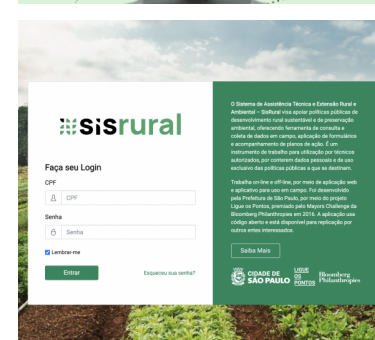 sisrural
Faça seu Login
CPF
CPF
Senha
Senha
Lembrar-me
Entrar
Esqueceu sua senha?
O Sistema de Assistência Técnica e Extensão Rural e
Ambiental – SisRural visa apoiar políticas públicas de
desenvolvimento rural sustentável e de preservação
ambiental, oferecendo ferramenta de consulta e
coleta de dados em campo, aplicação de formulários
e acompanhamento de planos de ação. É um
instrumento de trabalho para utilização por técnicos
autorizados, por conterem dados pessoais e de uso
exclusivo das políticas públicas a que se destinam.
Trabalha on-line e off-line, por meio de aplicação web
e aplicativo para uso em campo. Foi desenvolvido
pela Prefeitura de São Paulo, por meio do projeto
Ligue os Pontos, premiado pelo Mayors Challenge da
Bloomberg Philanthropies em 2016. A aplicação usa
código aberto e está disponível para replicação por
outros entes interessados.
Saiba Mais
CIDADE DE
SÃO PAULO
LIGUE
OS
PONTOS
Bloomberg
Philanthropies